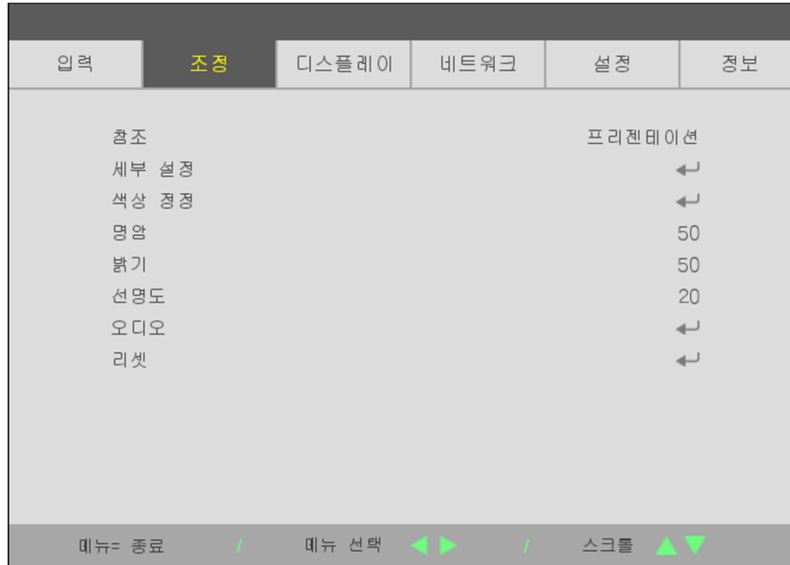 입력 조정 디스플레이 네트워크 설정 정보
참조 프리젠테이션
세부 설정
색상 정정
명암 50
밝기 50
선명도 20
오디오
리셋
메뉴= 종료 / 메뉴 선택 ◀ ▶ / 스크롤 ▲ ▼